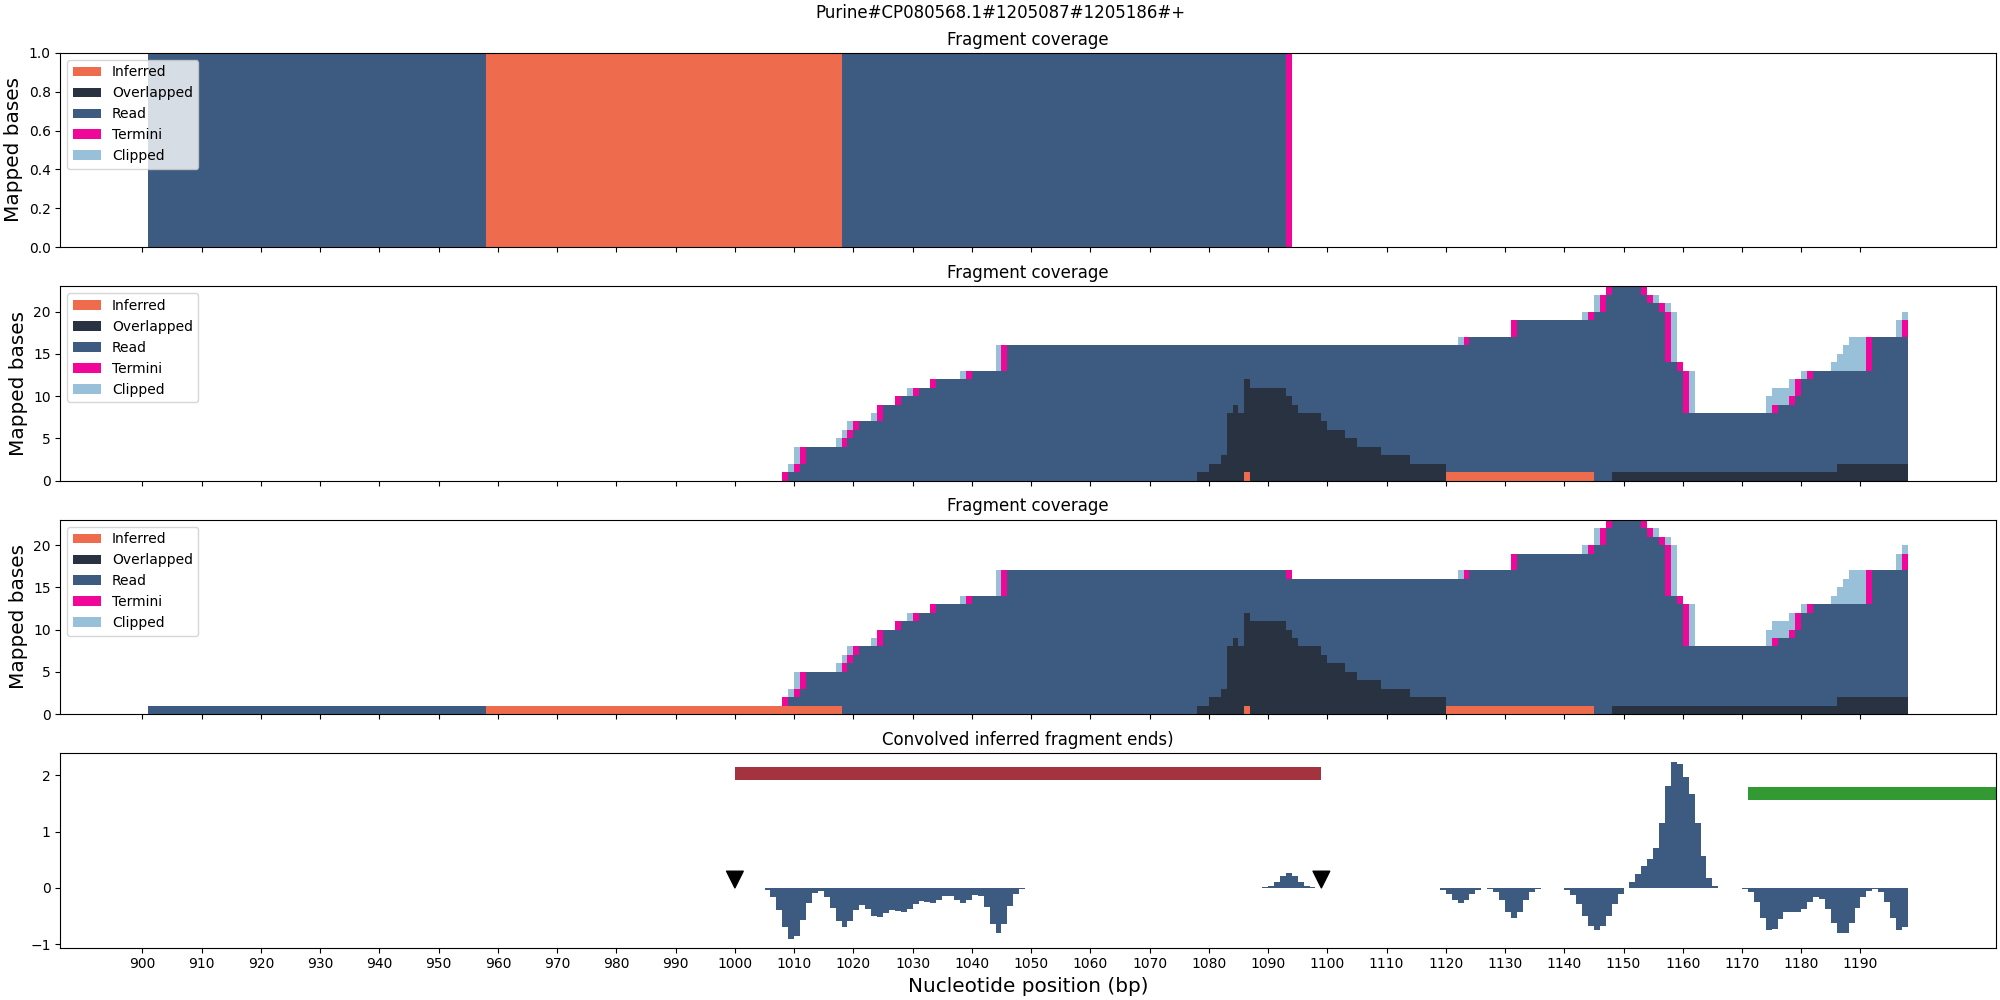 Purine#CP080568.1#1205087#1205186#+
Fragment coverage
Mapped bases
1.0
0.8
0.6
0.4
0.2
0.0
Inferred
Overlapped
Read
Termini
Clipped
Fragment coverage
Mapped bases
20
15
10
5
0
Inferred
Overlapped
Read
Termini
Clipped
Fragment coverage
Mapped bases
20
15
10
5
0
Inferred
Overlapped
Read
Termini
Clipped
Convolved inferred fragment ends)
2
1
0
−1
900 910 920 930 940 950 960 970 980 990 1000 1010 1020 1030 1040 1050 1060 1070 1080 1090 1100 1110 1120 1130 1140 1150 1160 1170 1180 1190
Nucleotide position (bp)